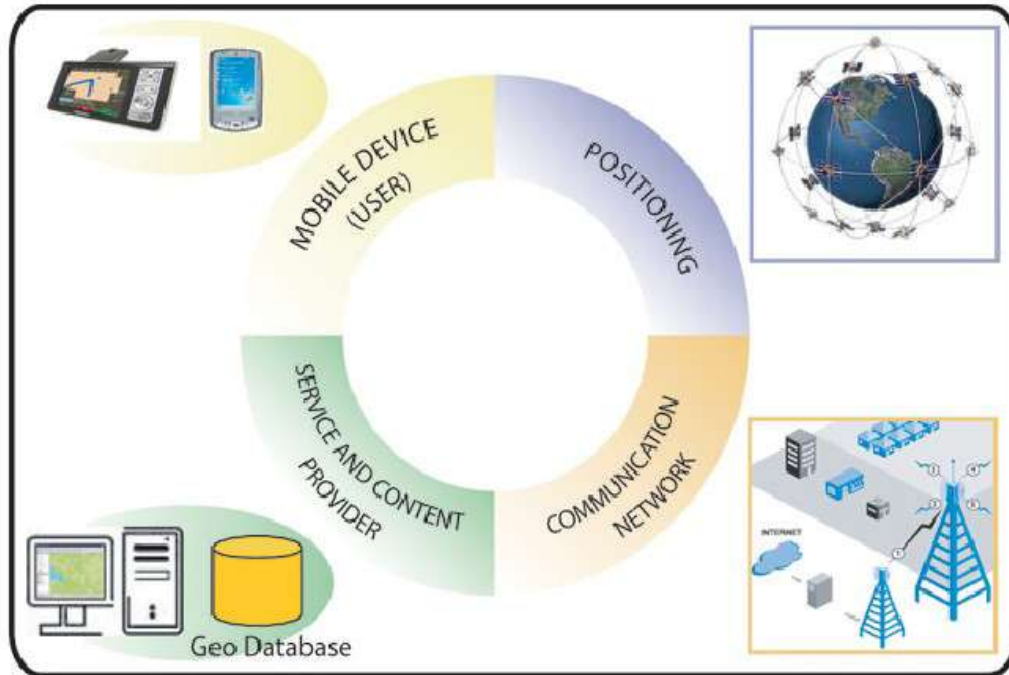 MOBILE DEVICE
(USER)
POSITIONING
SERVICE AND CONTENT
PROVIDER
COMMUNICATION
NETWORK
INTERNET
Geo Database